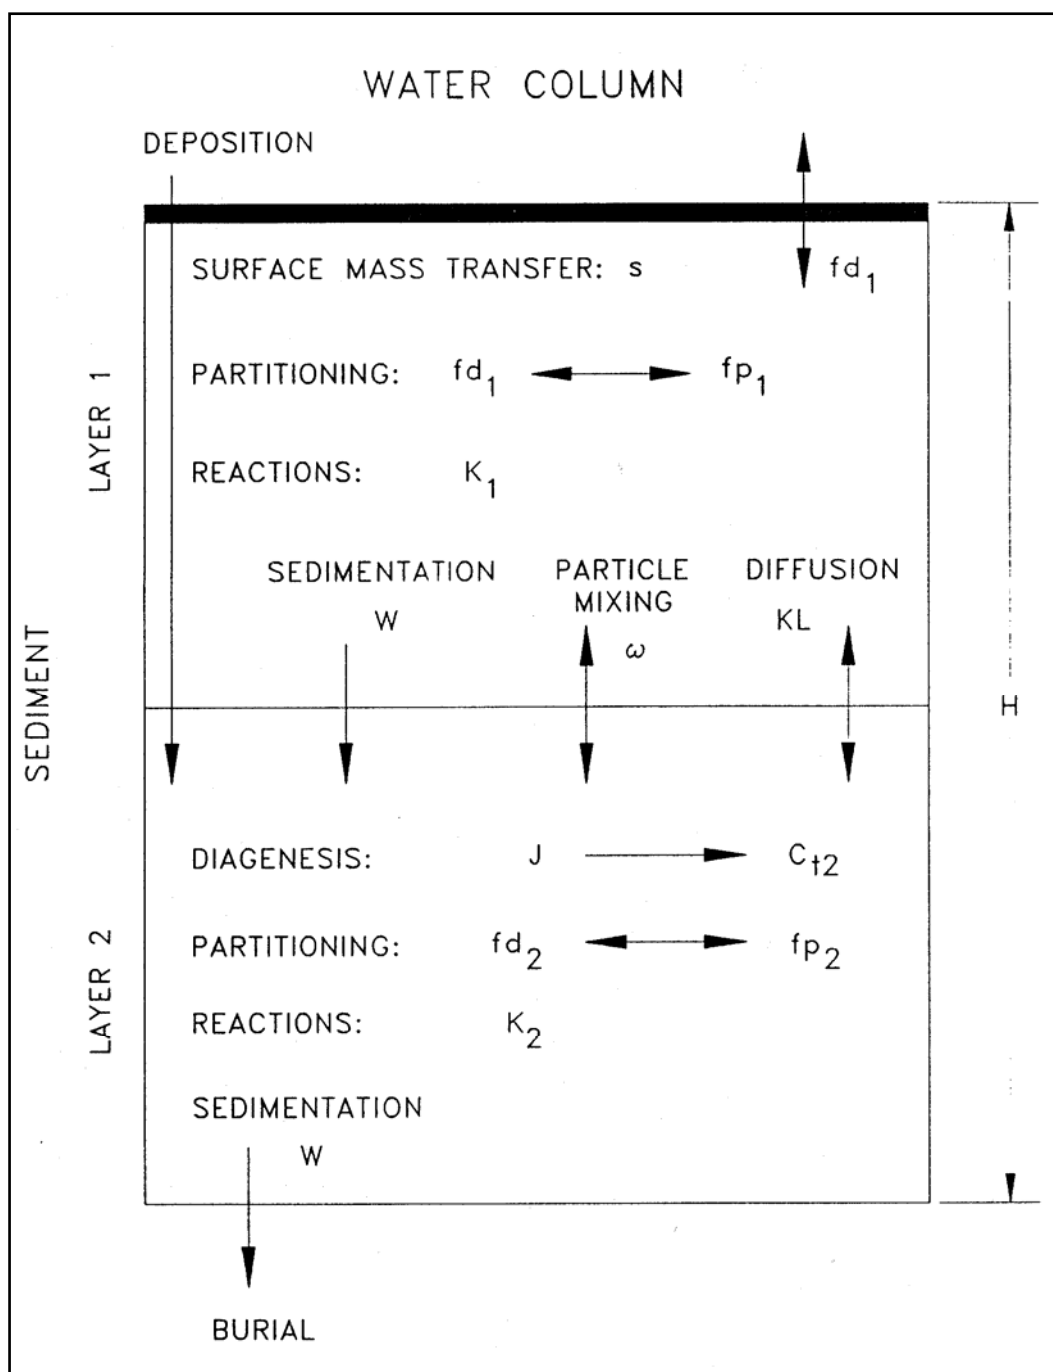 WATER COLUMN
DEPOSITION
SURFACE MASS TRANSFER: s fd1
PARTITIONING: fd1 fp1
REACTIONS: K1
LAYER 1
SEDIMENTATION PARTICLE DIFFUSION
MIXING
W KL
ω
SEDIMENT
H
DIAGENESIS: J Ct2
PARTITIONING: fd2 fp2
REACTIONS: K2
LAYER 2
SEDIMENTATION
W
BURIAL